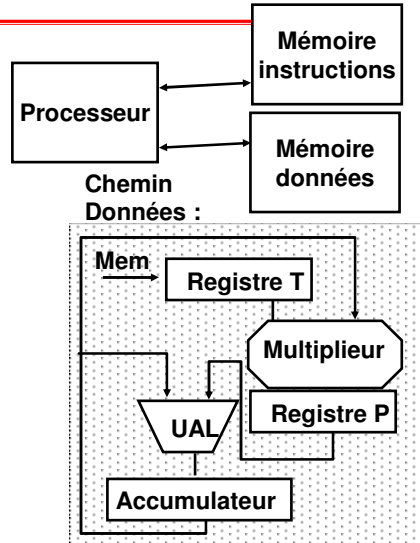 Mémoire
instructions
Processeur
Mémoire
données
Chemin
Données :
Mem
Registre T
Multiplieur
Registre P
UAL
Accumulateur